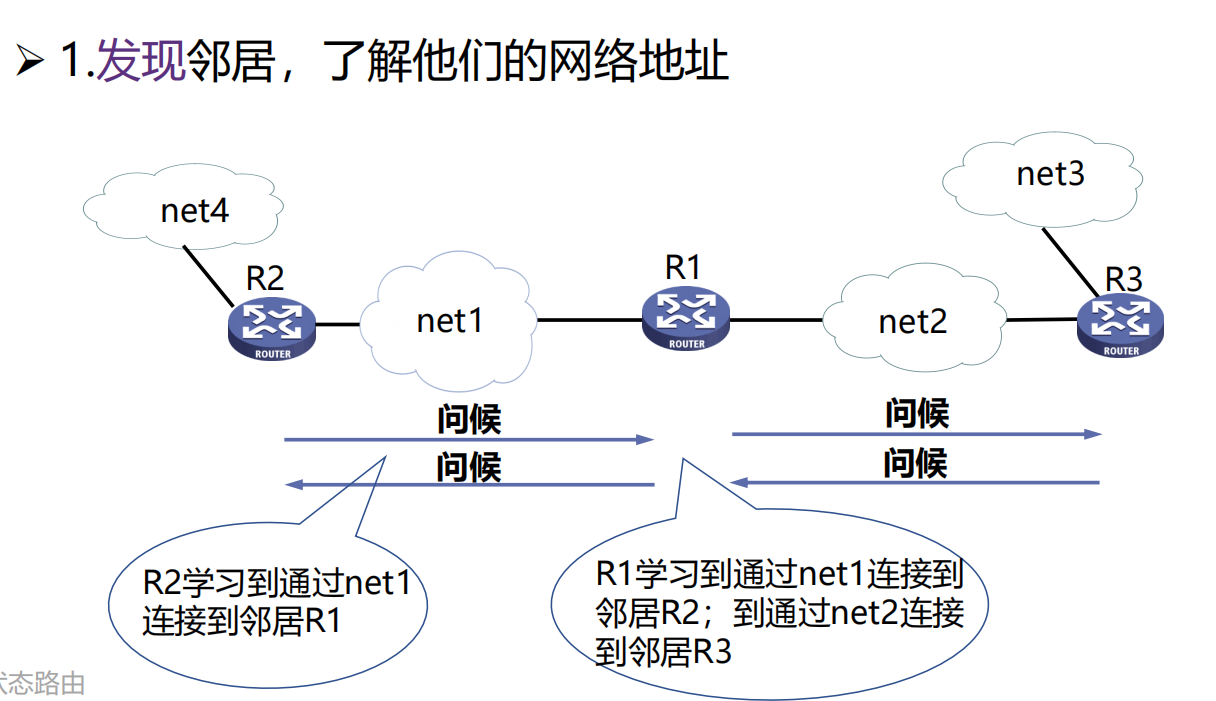 ➢ 1.发现邻居，了解他们的网络地址
net3
net4
R2
R1
R3
net1
net2
ROUTER
ROUTER
ROUTER
问候
问候
问候
问候
R2学习到通过net1
连接到邻居R1
R1学习到通过net1连接到
邻居R2；到通过net2连接
到邻居R3
状态路由